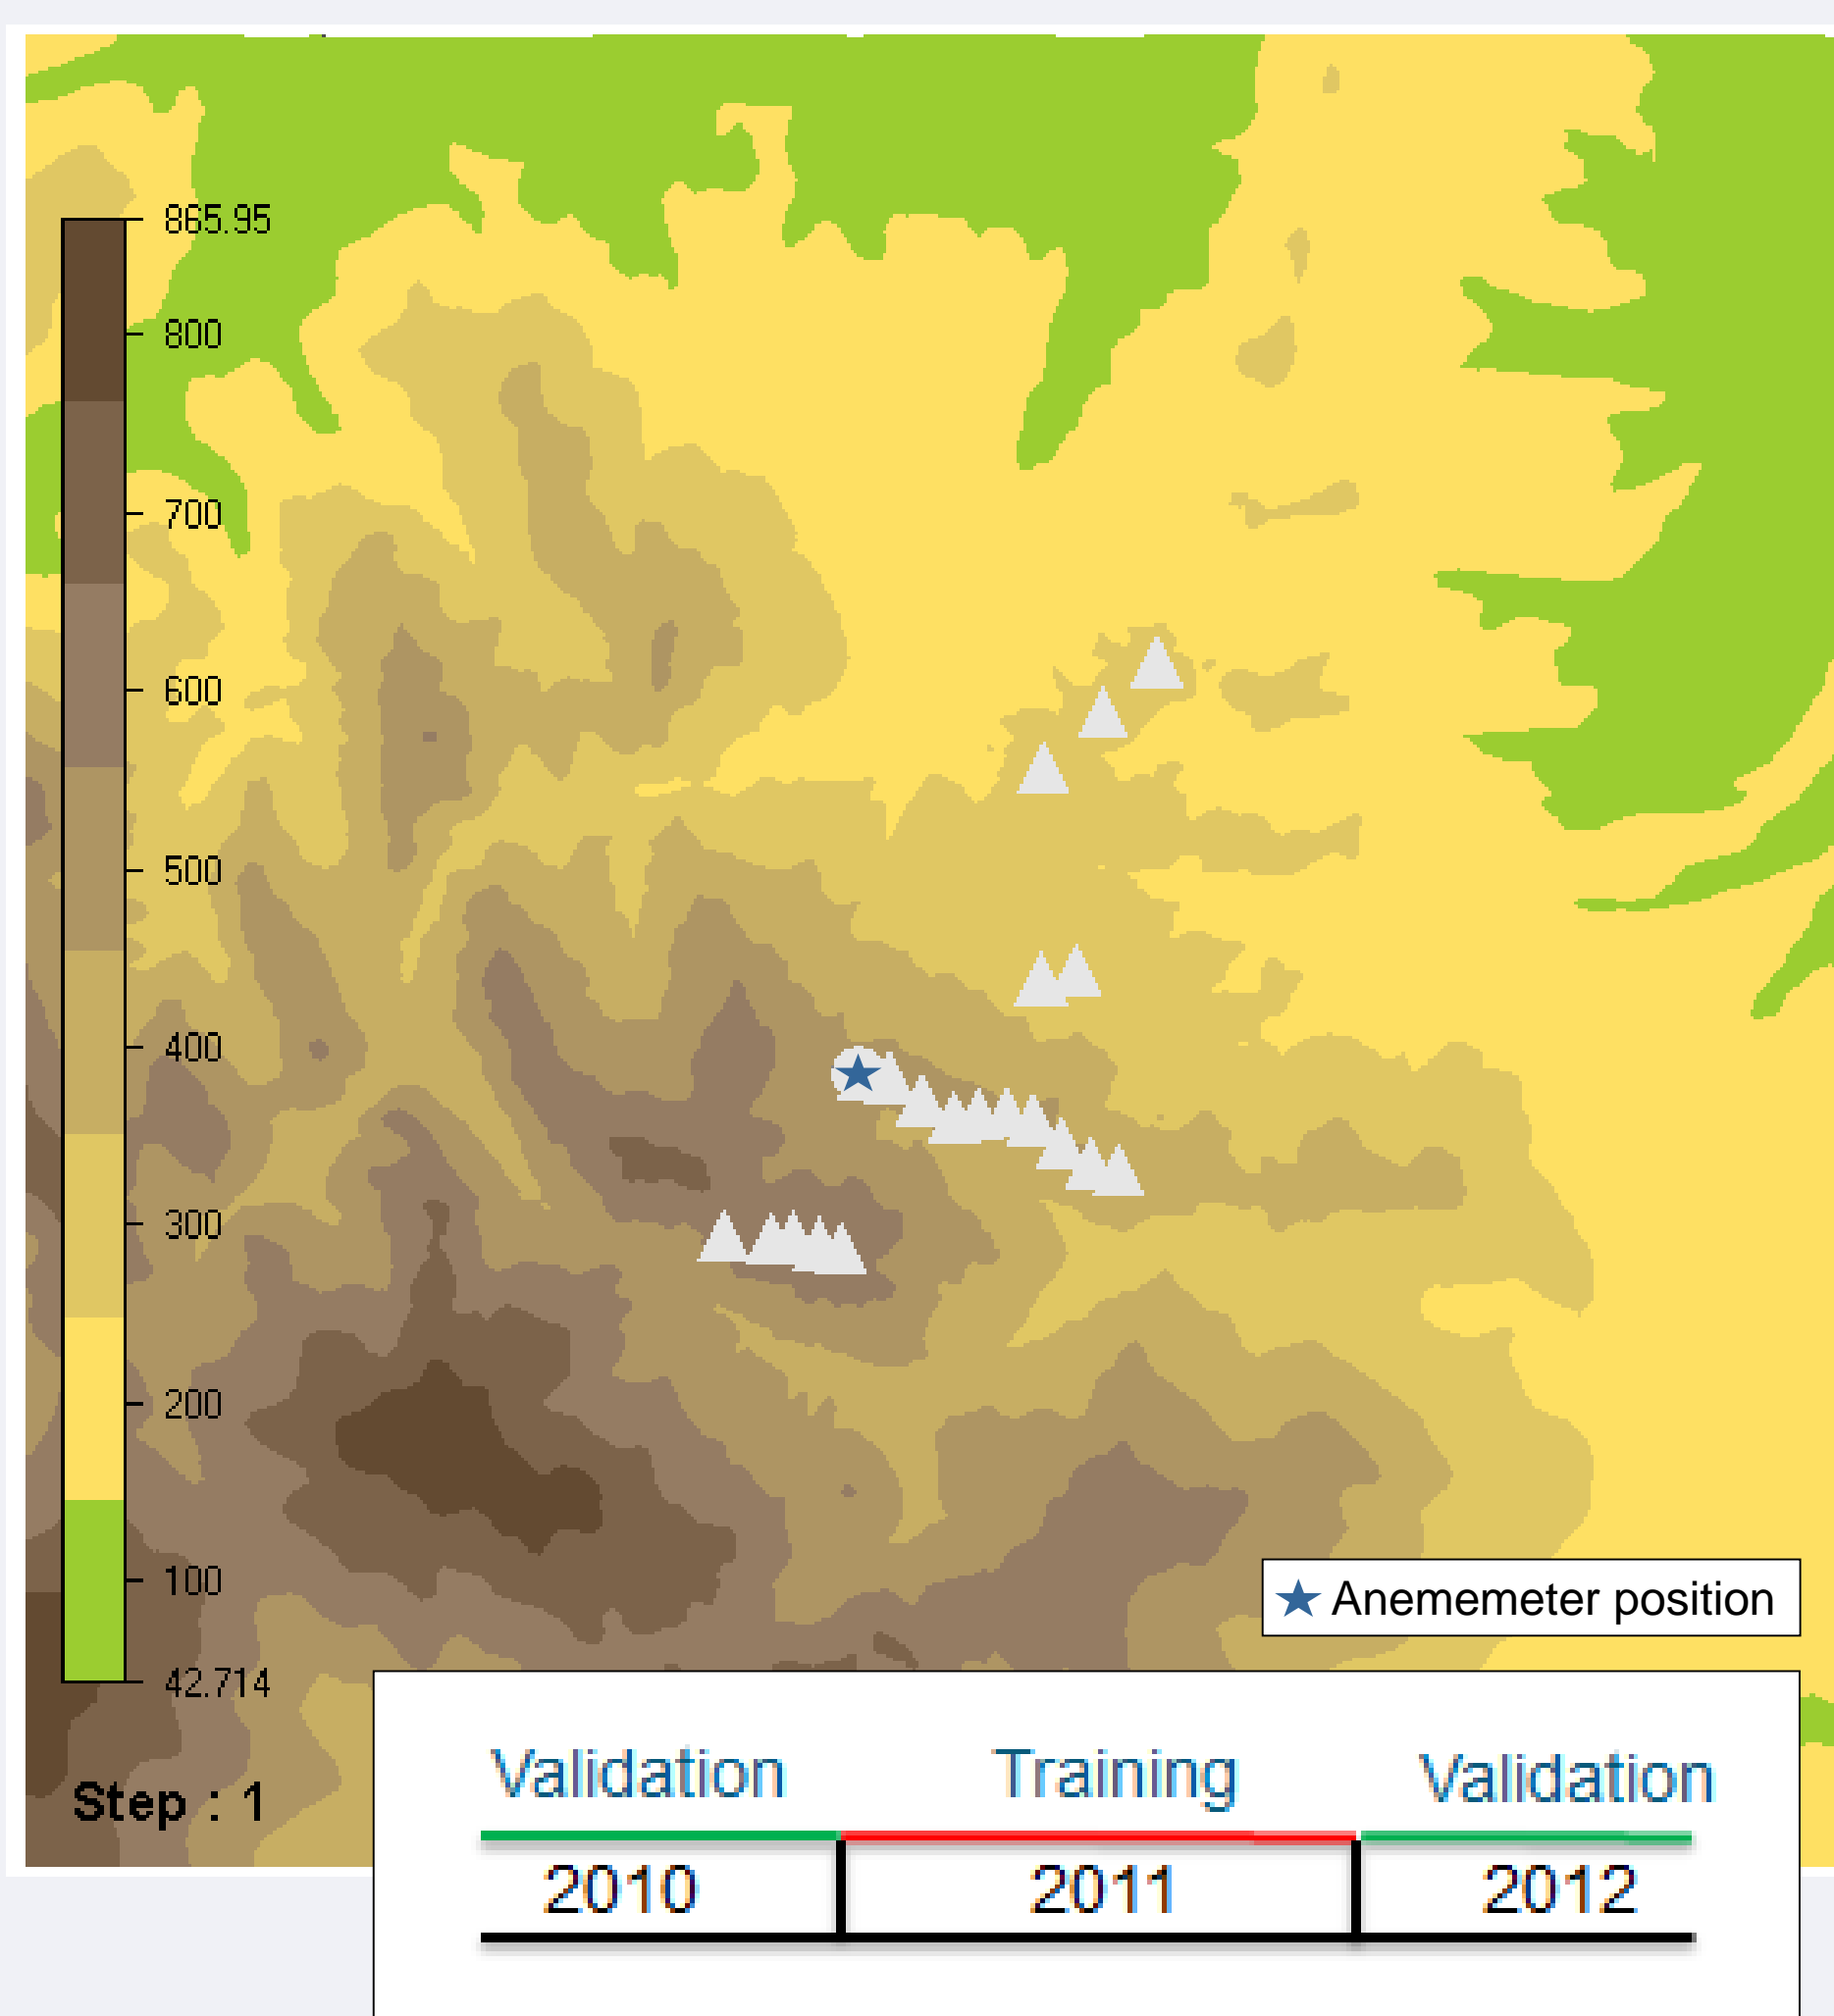 865.95
800
700
600
500
400
300
200
100
42.714
Anememeter position
Step : 1
Validation Training Validation
2010 2011 2012